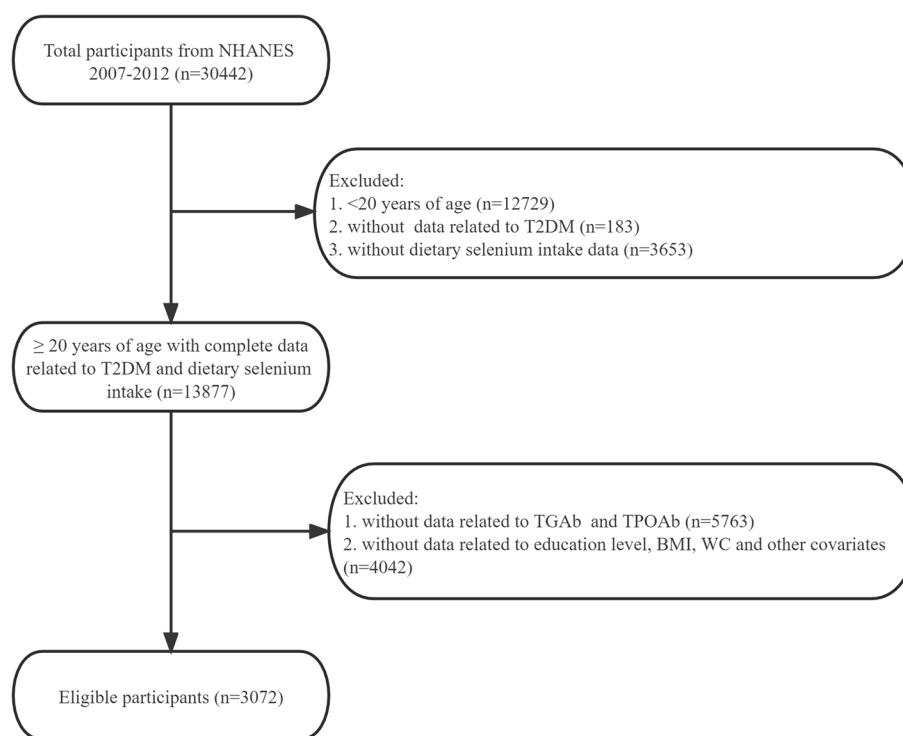 Total participants from NHANES
2007-2012 (n=30442)
Excluded:
1. <20 years of age (n=12729)
2. without  data related to T2DM (n=183)
3. without dietary selenium intake data (n=3653)
≥ 20 years of age with complete data
related to T2DM and dietary selenium
intake (n=13877)
Excluded:
1. without data related to TGAb  and TPOAb (n=5763)
2. without data related to education level, BMI, WC and other covariates
(n=4042)
Eligible participants (n=3072)